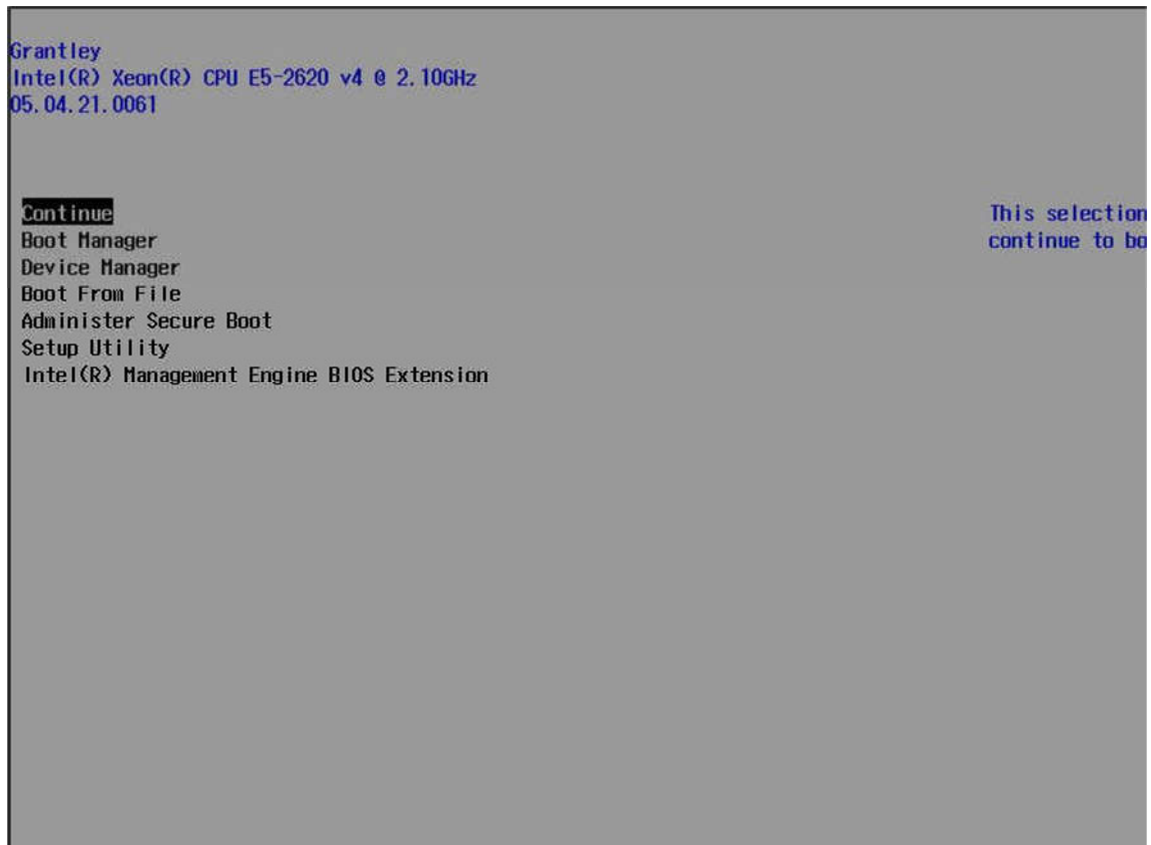 Grantley
Intel(R) Xeon(R) CPU E5-2620 v4 @ 2.10GHz
05.04.21.0061
Continue
This selection
Boot Manager
continue to bo
Device Manager
Boot From File
Administer Secure Boot
Setup Utility
Intel(R) Management Engine BIOS Extension